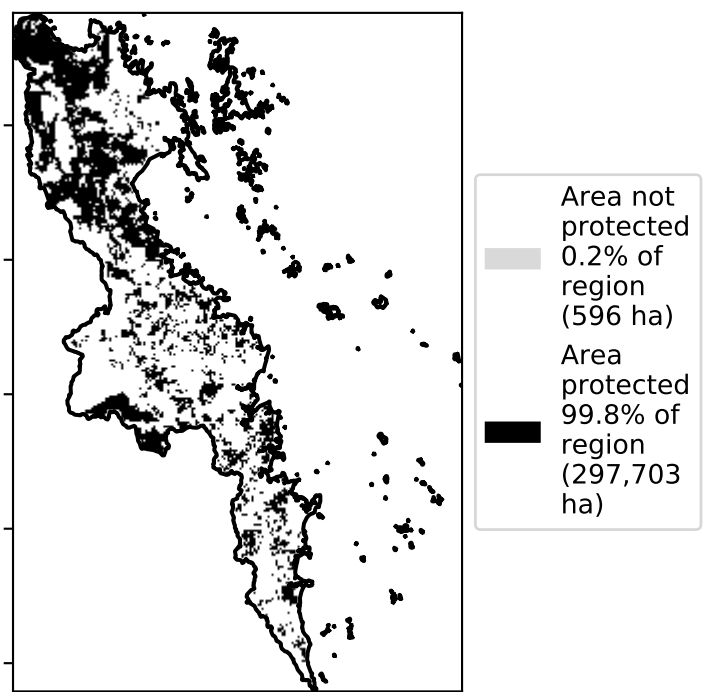 Area not
protected
0.2% of
region
(596 ha)
Area
protected
99.8% of
region
(297,703
ha)